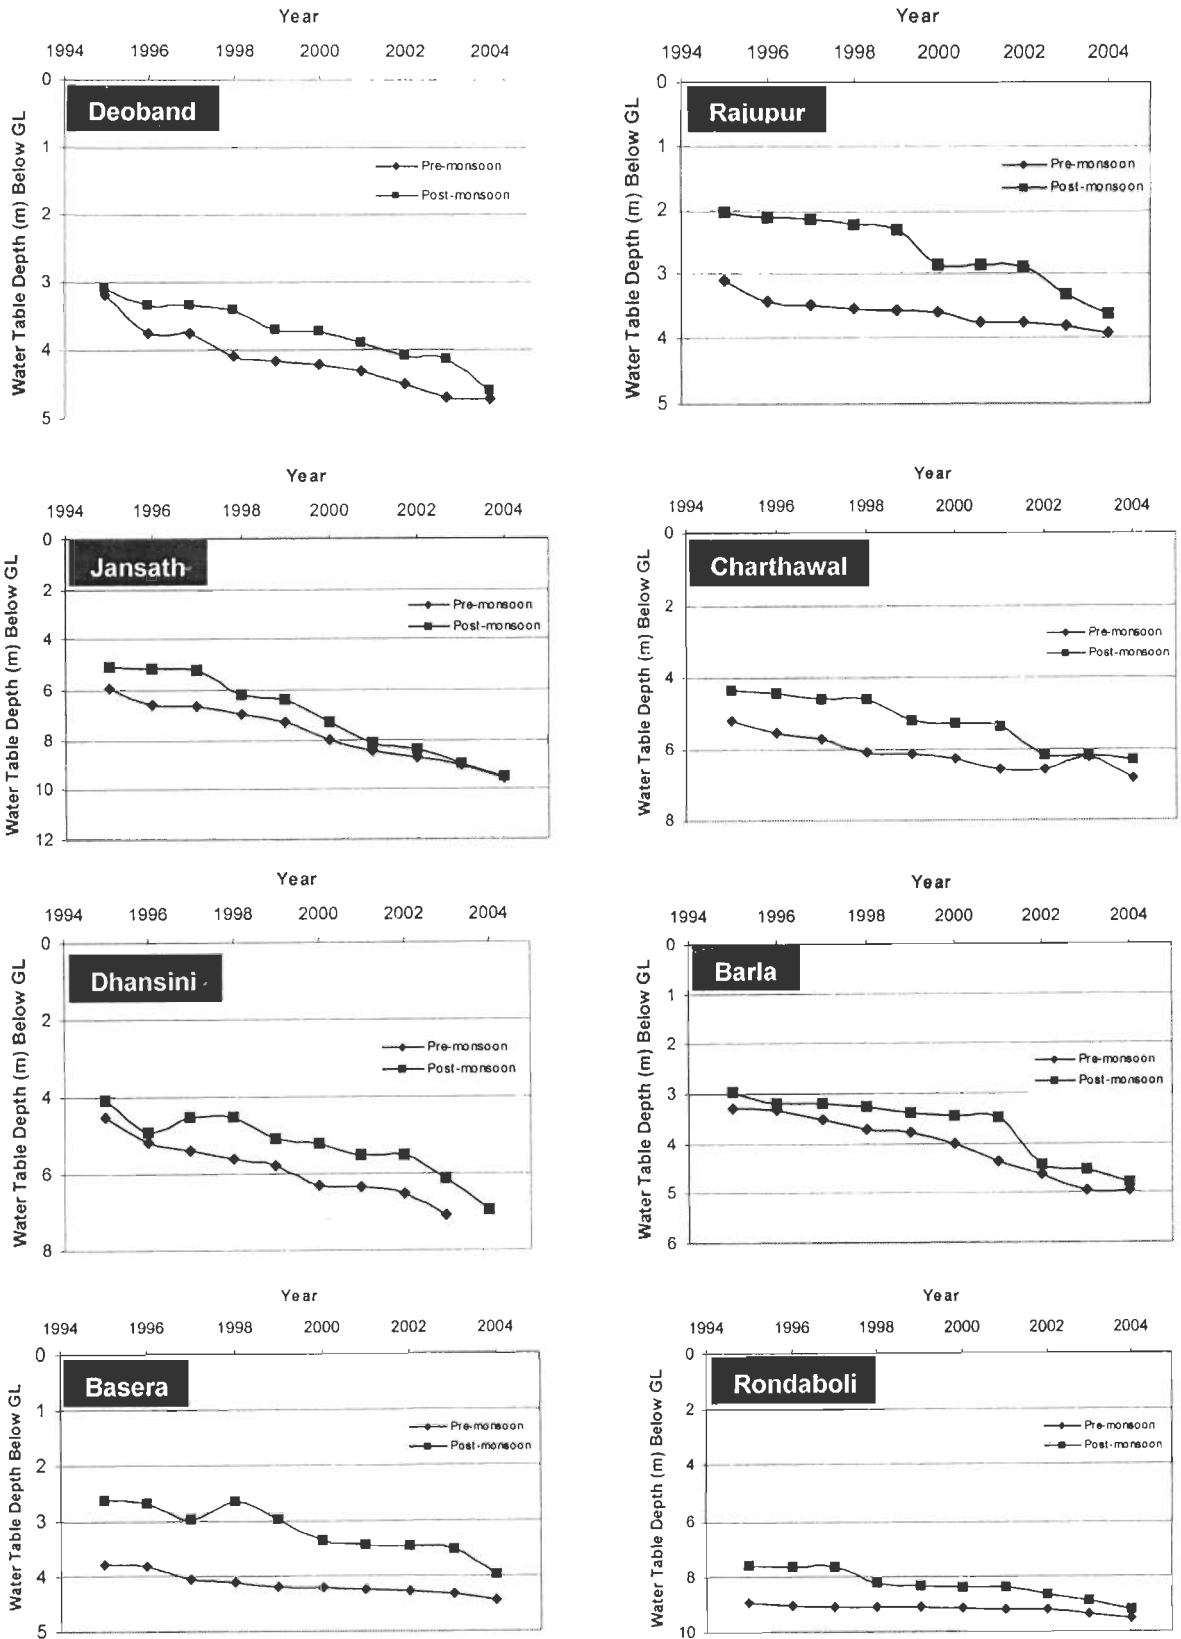 Year
1994 1996 1998 2000 2002 2004
0
1
2
3
4
5
Water Table Depth (m) Below GL
Deoband
Pre-monsoon
Post-monsoon
Year
1994 1996 1998 2000 2002 2004
0
1
2
3
4
5
Water Table Depth (m) Below GL
Rajupur
Pre-monsoon
Post-monsoon
Year
1994 1996 1998 2000 2002 2004
0
2
4
6
8
10
12
Water Table Depth (m) Below GL
Jansath
Pre-monsoon
Post-monsoon
Year
1994 1996 1998 2000 2002 2004
0
2
4
6
8
Water Table Depth (m) Below GL
Charthawal
Pre-monsoon
Post-monsoon
Year
1994 1996 1998 2000 2002 2004
0
2
4
6
8
Water Table Depth (m) Below GL
Dhansini
Pre-monsoon
Post-monsoon
Year
1994 1996 1998 2000 2002 2004
0
1
2
3
4
5
6
Water Table Depth (m) Below GL
Barla
Pre-monsoon
Post-monsoon
Year
1994 1996 1998 2000 2002 2004
0
1
2
3
4
5
Water Table Depth Below GL
Basera
Pre-monsoon
Post-monsoon
Year
1994 1996 1998 2000 2002 2004
0
2
4
6
8
10
Water Table Depth (m) Below GL
Rondaboli
Pre-monsoon
Post-monsoon